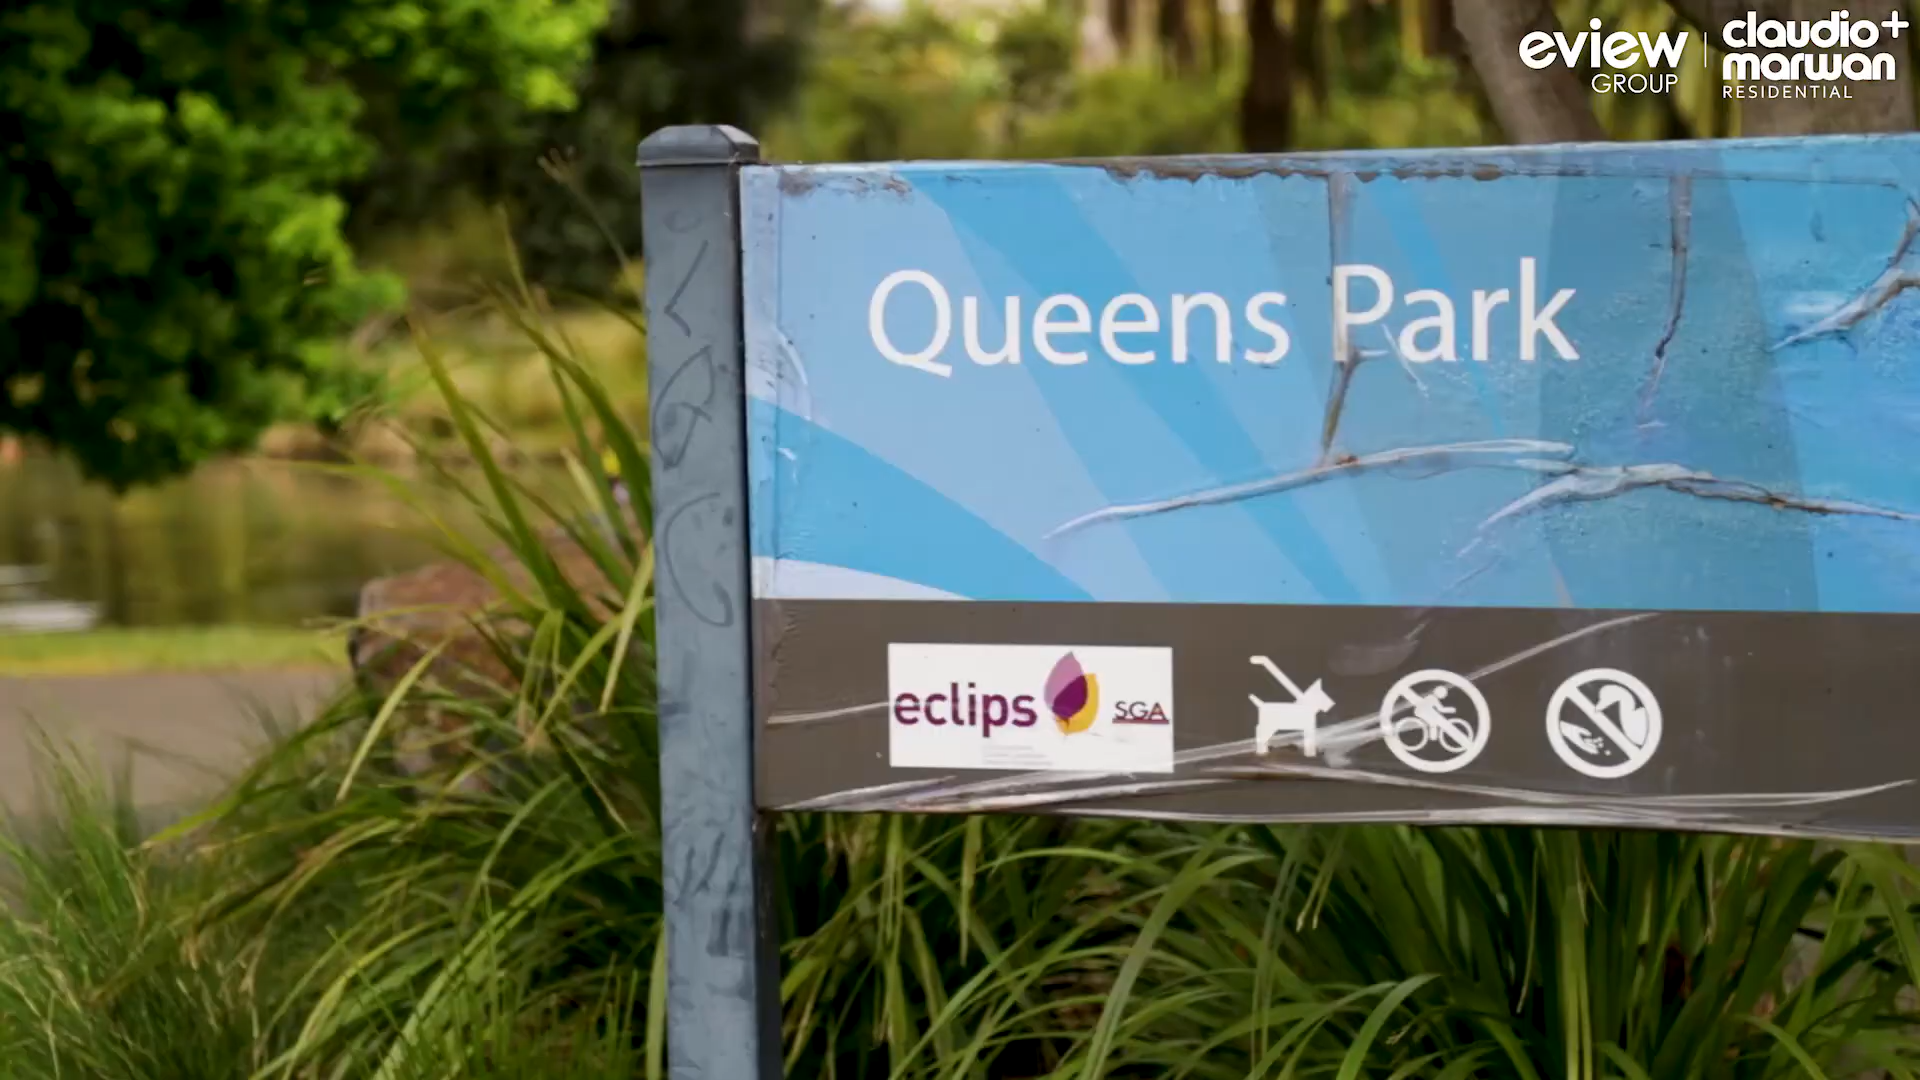 eview
GROUP
claudio+
marwan
RESIDENTIAL
Queens Park
eclips
SGA